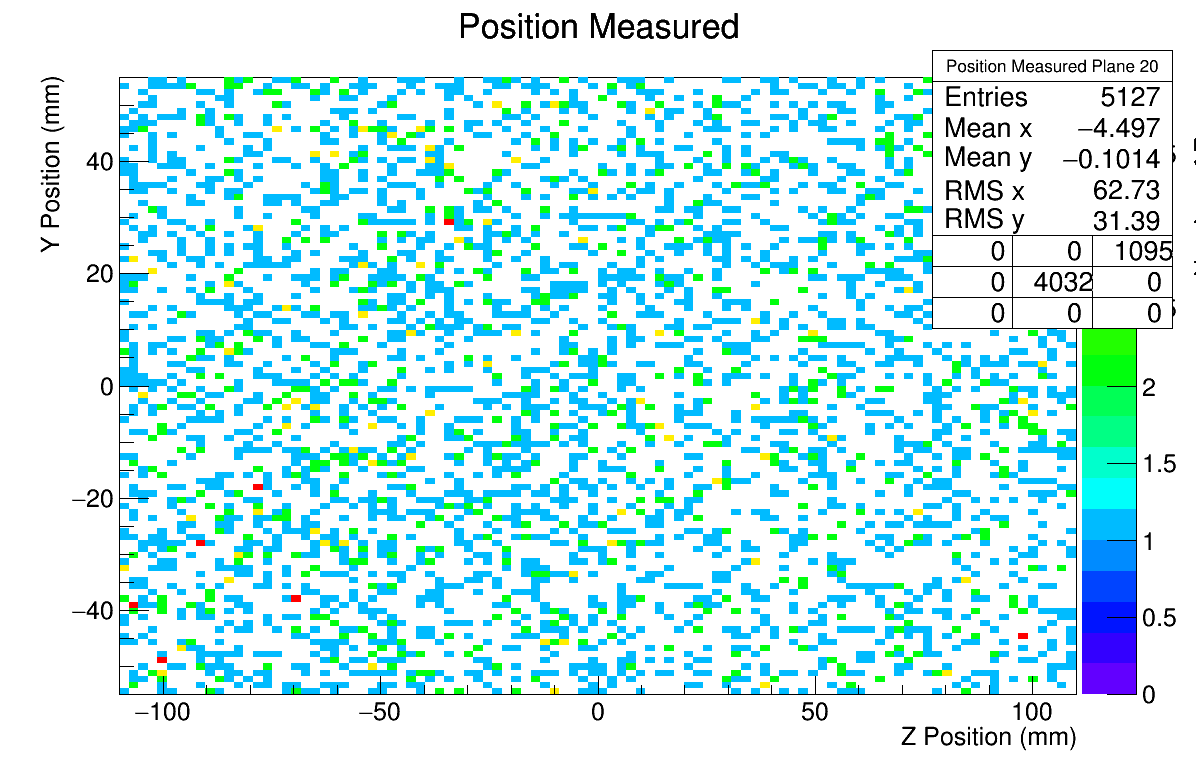 Position Measured
Position Measured Plane 20
Entries 5127
Mean x −4.497
Mean y −0.1014
RMS x 62.73
RMS y 31.39
0 0 1095
0 4032 0
0 0 0
Y Position (mm)
40
20
0
−20
−40
2
1.5
1
0.5
0
−100 −50 0 50 100
Z Position (mm)